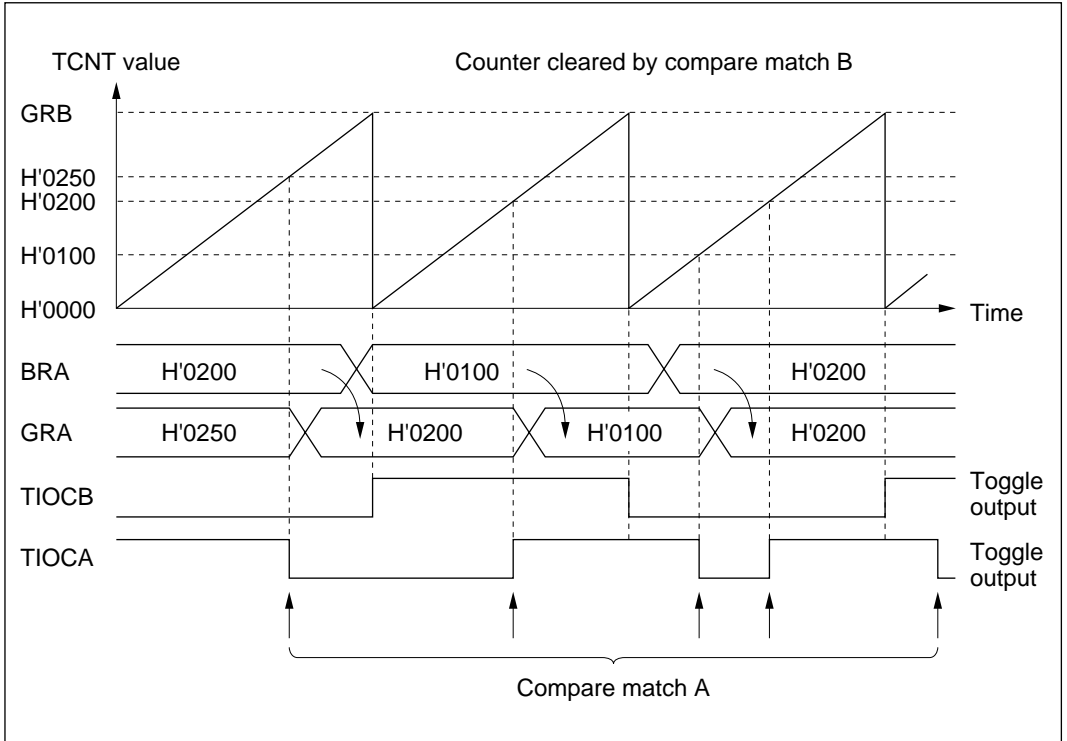 TCNT value
Counter cleared by compare match B
GRB
H'0250
H'0200
H'0100
H'0000
Time
BRA
H'0200
H'0100
H'0200
GRA
H'0250
H'0200
H'0100
H'0200
TIOCB
Toggle
output
TIOCA
Toggle
output
Compare match A